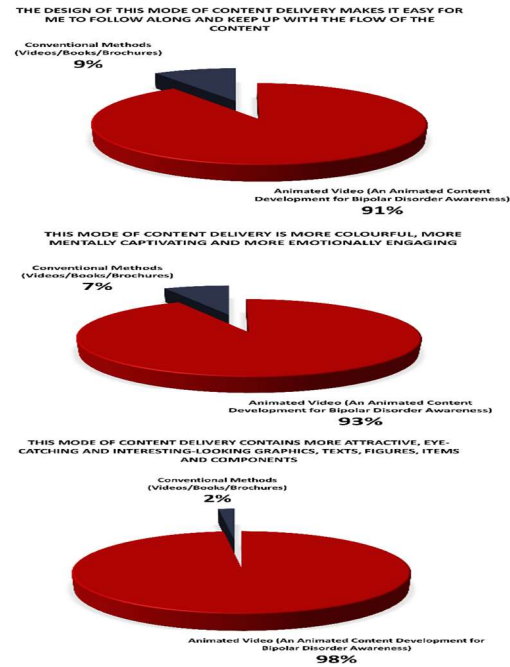 THE DESIGN OF THIS MODE OF CONTENT DELIVERY MAKES IT EASY FOR
ME TO FOLLOW ALONG AND KEEP UP WITH THE FLOW OF THE
CONTENT
Conventional Methods
(Videos/Books/Brochures)
9%
Animated Video (An Animated Content
Development for Bipolar Disorder Awareness)
91%
THIS MODE OF CONTENT DELIVERY IS MORE COLOURFUL, MORE
MENTALLY CAPTIVATING AND MORE EMOTIONALLY ENGAGING
Conventional Methods
(Videos/Books/Brochures)
7%
Animated Video (An Animated Content
Development for Bipolar Disorder Awareness)
93%
THIS MODE OF CONTENT DELIVERY CONTAINS MORE ATTRACTIVE, EYE-
CATCHING AND INTERESTING-LOOKING GRAPHICS, TEXTS, FIGURES, ITEMS
AND COMPONENTS
Conventional Methods
(Videos/Books/Brochures)
2%
Animated Video (An Animated Content Development for
Bipolar Disorder Awareness)
98%